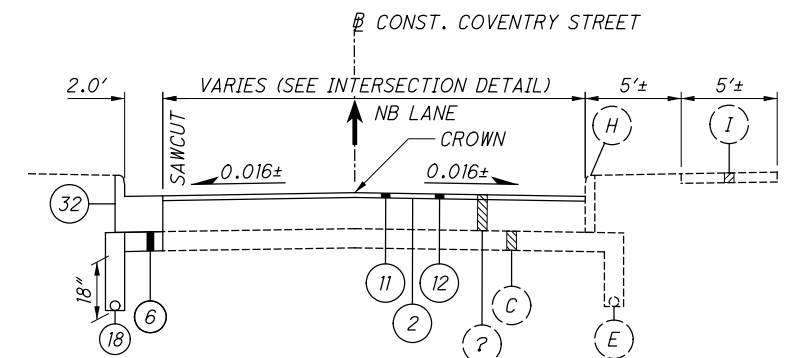 ℄ CONST. COVENTRY STREET
2.0'
VARIES (SEE INTERSECTION DETAIL)
5'±
5'±
NB LANE
SAWCUT
CROWN
H
I
0.016±
0.016±
32
18"
11
12
6
2
C
?
18
E